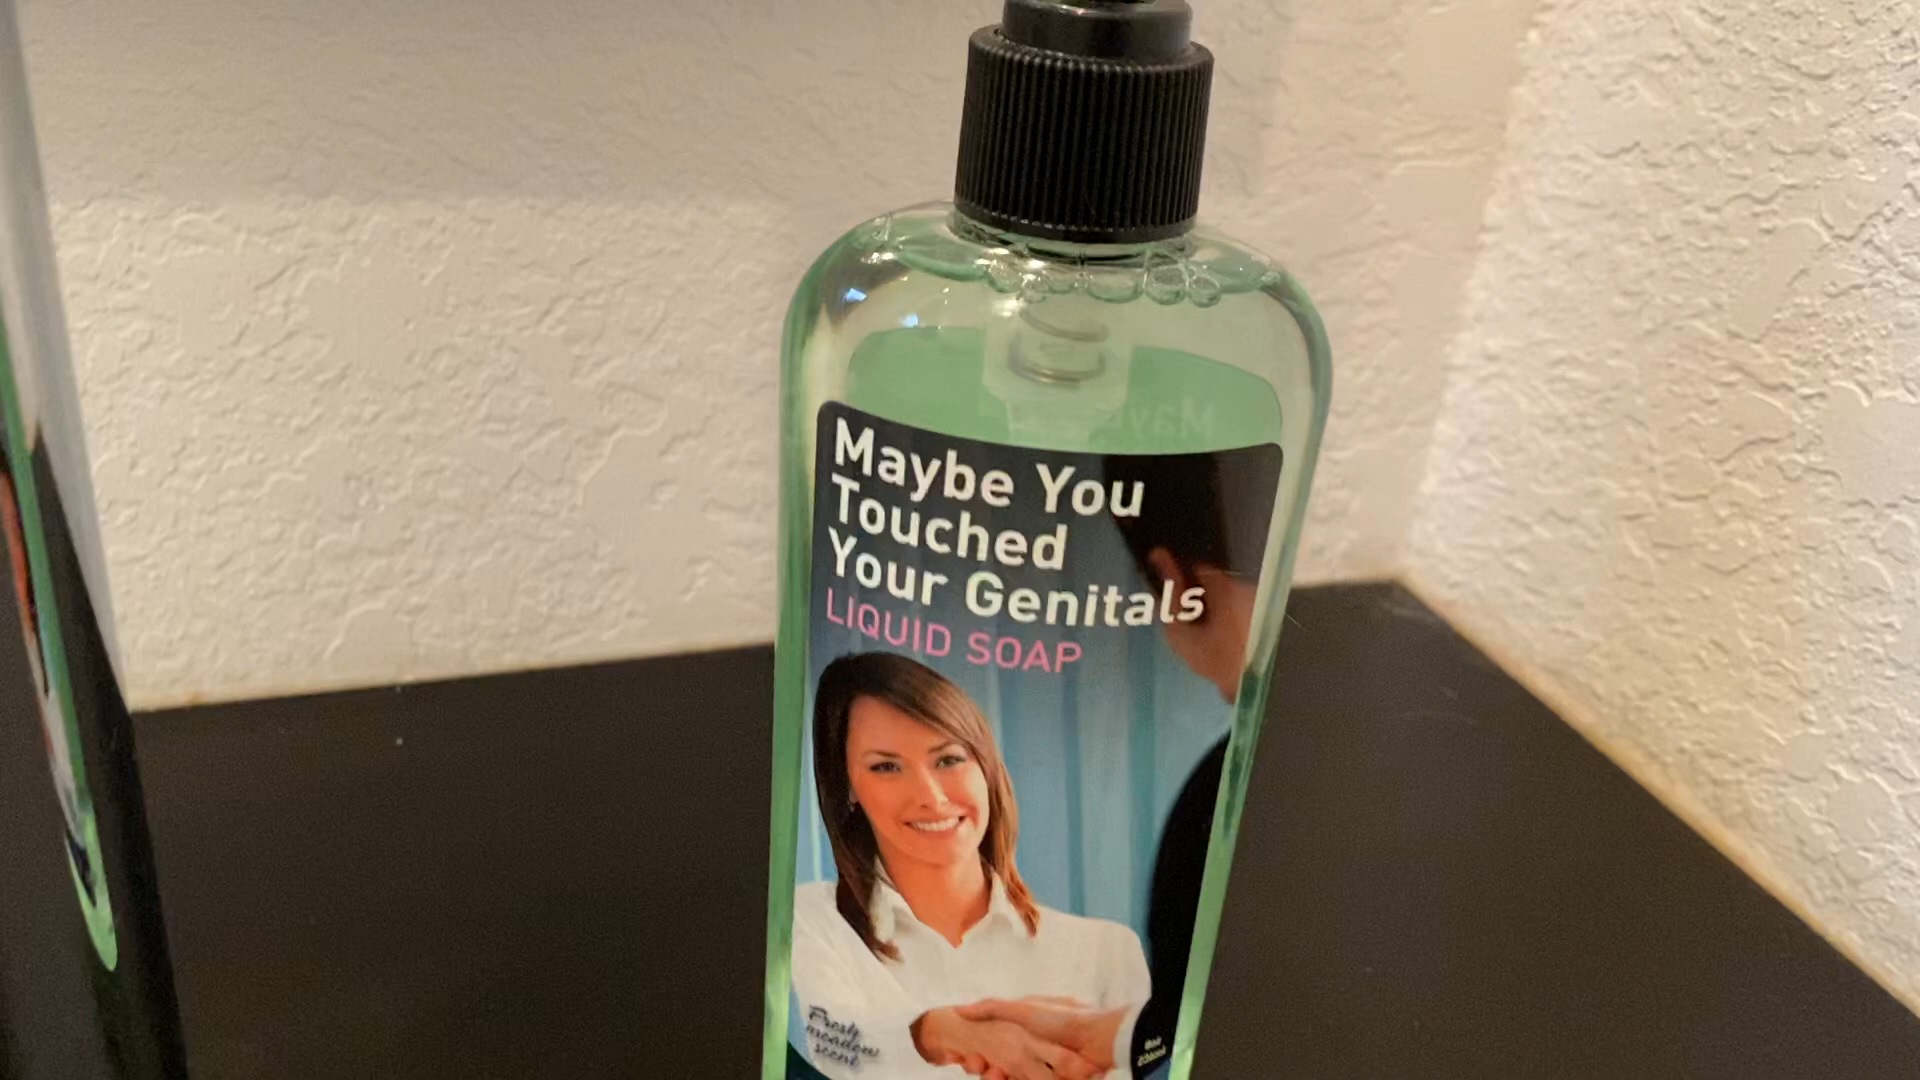 Maybe You
Touched
Your Genitals
LIQUID SOAP
Fresh
meadow
scent